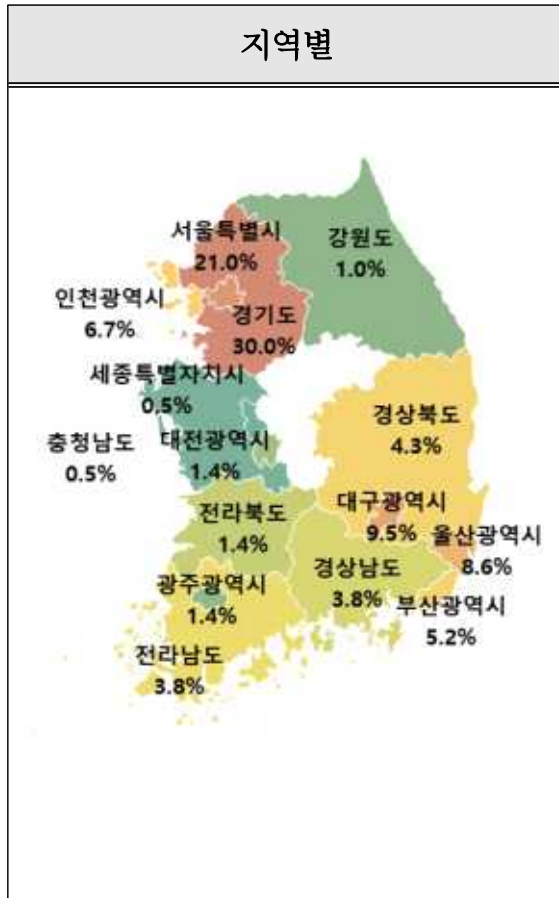 지역별
서울특별시
21.0%
강원도
1.0%
인천광역시
6.7%
경기도
30.0%
세종특별자치시
0.5%
경상북도
4.3%
충청남도
0.5%
대전광역시
1.4%
대구광역시
9.5%
전라북도
1.4%
울산광역시
8.6%
경상남도
3.8%
광주광역시
1.4%
부산광역시
5.2%
전라남도
3.8%